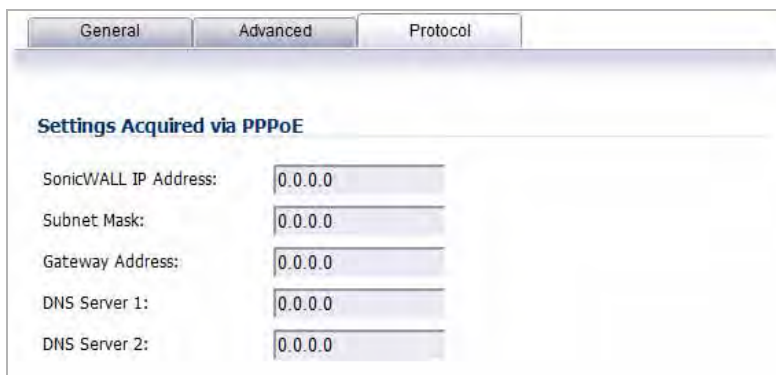 General Advanced Protocol
Settings Acquired via PPPoE
SonicWALL IP Address: 0.0.0.0
Subnet Mask: 0.0.0.0
Gateway Address: 0.0.0.0
DNS Server 1: 0.0.0.0
DNS Server 2: 0.0.0.0